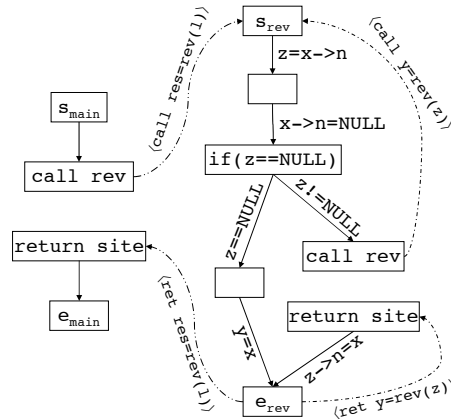 s_rev
z=x->n
⟨call res=rev(l)⟩
⟨call y=rev(z)⟩
s_main
x->n=NULL
if(z==NULL)
call rev
z==NULL
z!=NULL
return site
call rev
⟨ret res=rev(l)⟩
e_main
return site
y=x
z->n=x
e_rev
⟨ret y=rev(z)⟩